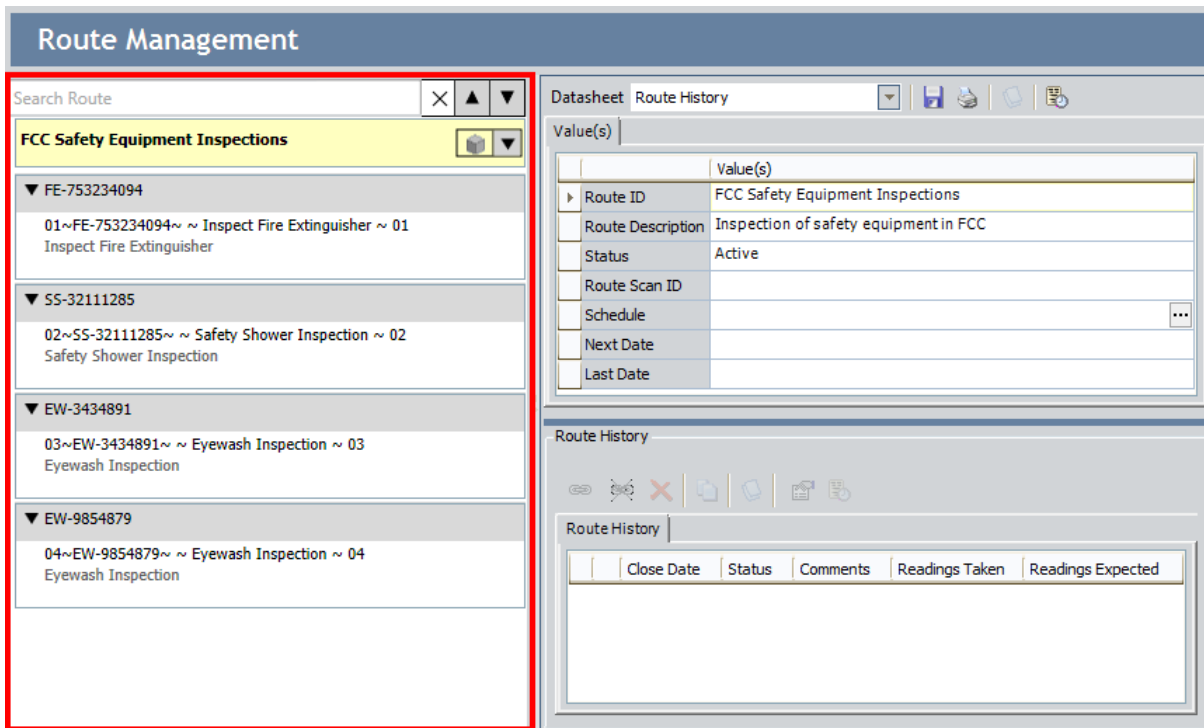 Route Management
Search Route
FCC Safety Equipment Inspections
FE-753234094
01~FE-753234094~ ~ Inspect Fire Extinguisher ~ 01
Inspect Fire Extinguisher
SS-32111285
02~SS-32111285~ ~ Safety Shower Inspection ~ 02
Safety Shower Inspection
EW-3434891
03~EW-3434891~ ~ Eyewash Inspection ~ 03
Eyewash Inspection
EW-9854879
04~EW-9854879~ ~ Eyewash Inspection ~ 04
Eyewash Inspection
Datasheet Route History
Value(s)
Value(s)
Route ID FCC Safety Equipment Inspections
Route Description Inspection of safety equipment in FCC
Status Active
Route Scan ID
Schedule ...
Next Date
Last Date
Route History
Route History
Close Date Status Comments Readings Taken Readings Expected